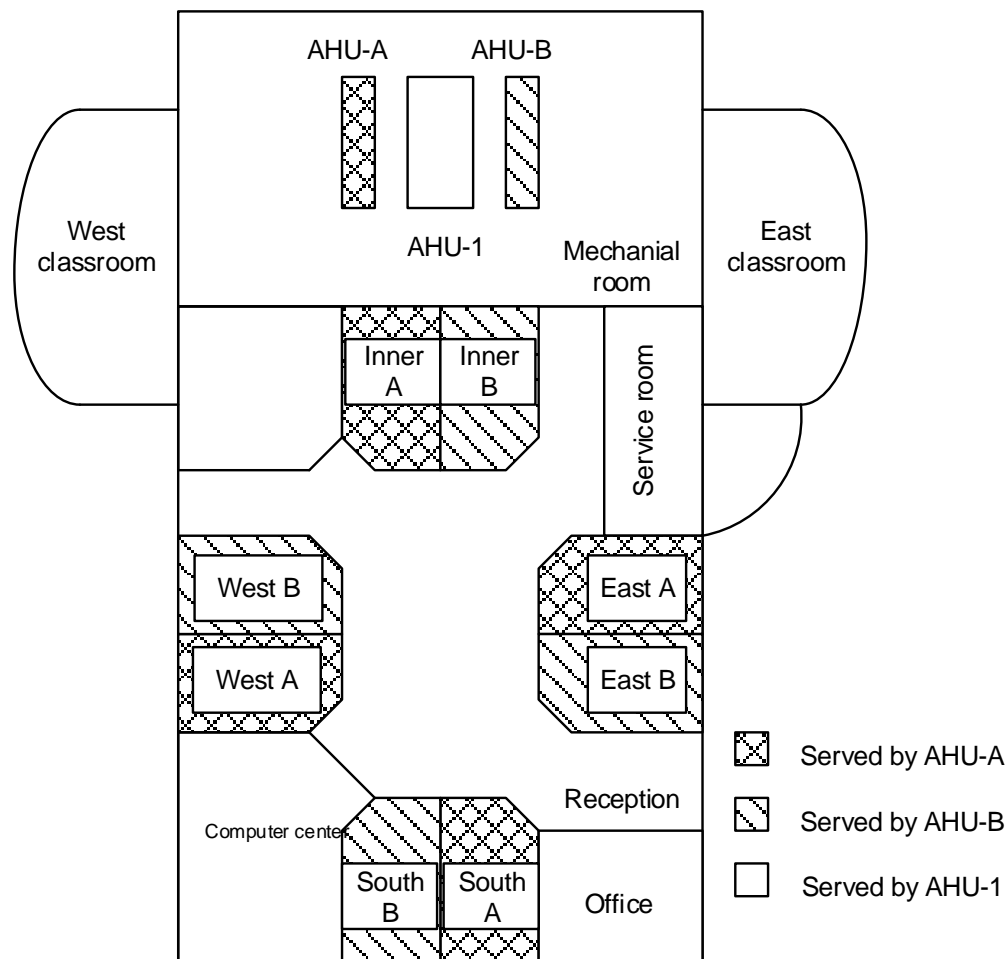 AHU-A
AHU-B
AHU-1
West
classroom
Mechanial
room
East
classroom
Inner
A
Inner
B
Service room
West B
East A
West A
East B
Served by AHU-A
Reception
Served by AHU-B
Computer center
South
B
South
A
Office
Served by AHU-1